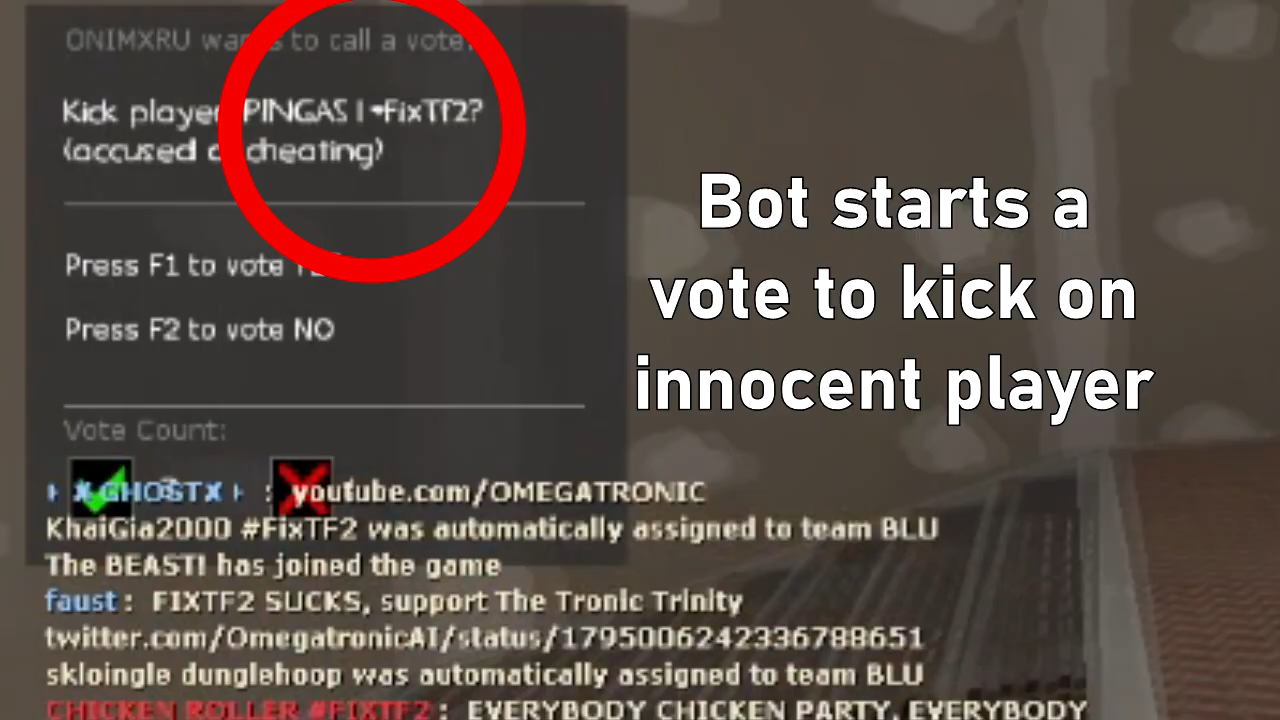 ONIMXRU wants to call a vote:
Kick player PINGAS | FixTf2?
(accused cheating)
Press F1 to vote
Press F2 to vote NO
Vote Count:
X GHOSTX : youtube.com/OMEGATRONIC
KhaiGia2000 #FixTF2 was automatically assigned to team BLU
The BEAST! has joined the game
faust : FIXTF2 SUCKS, support The Tronic Trinity
twitter.com/OmegatronicAI/status/1795006242336788651
skloingle dunglehoop was automatically assigned to team BLU
CHICKEN ROLLER #FIXTF2 : EVERYBODY CHICKEN PARTY, EVERYBODY
Bot starts a
vote to kick on
innocent player